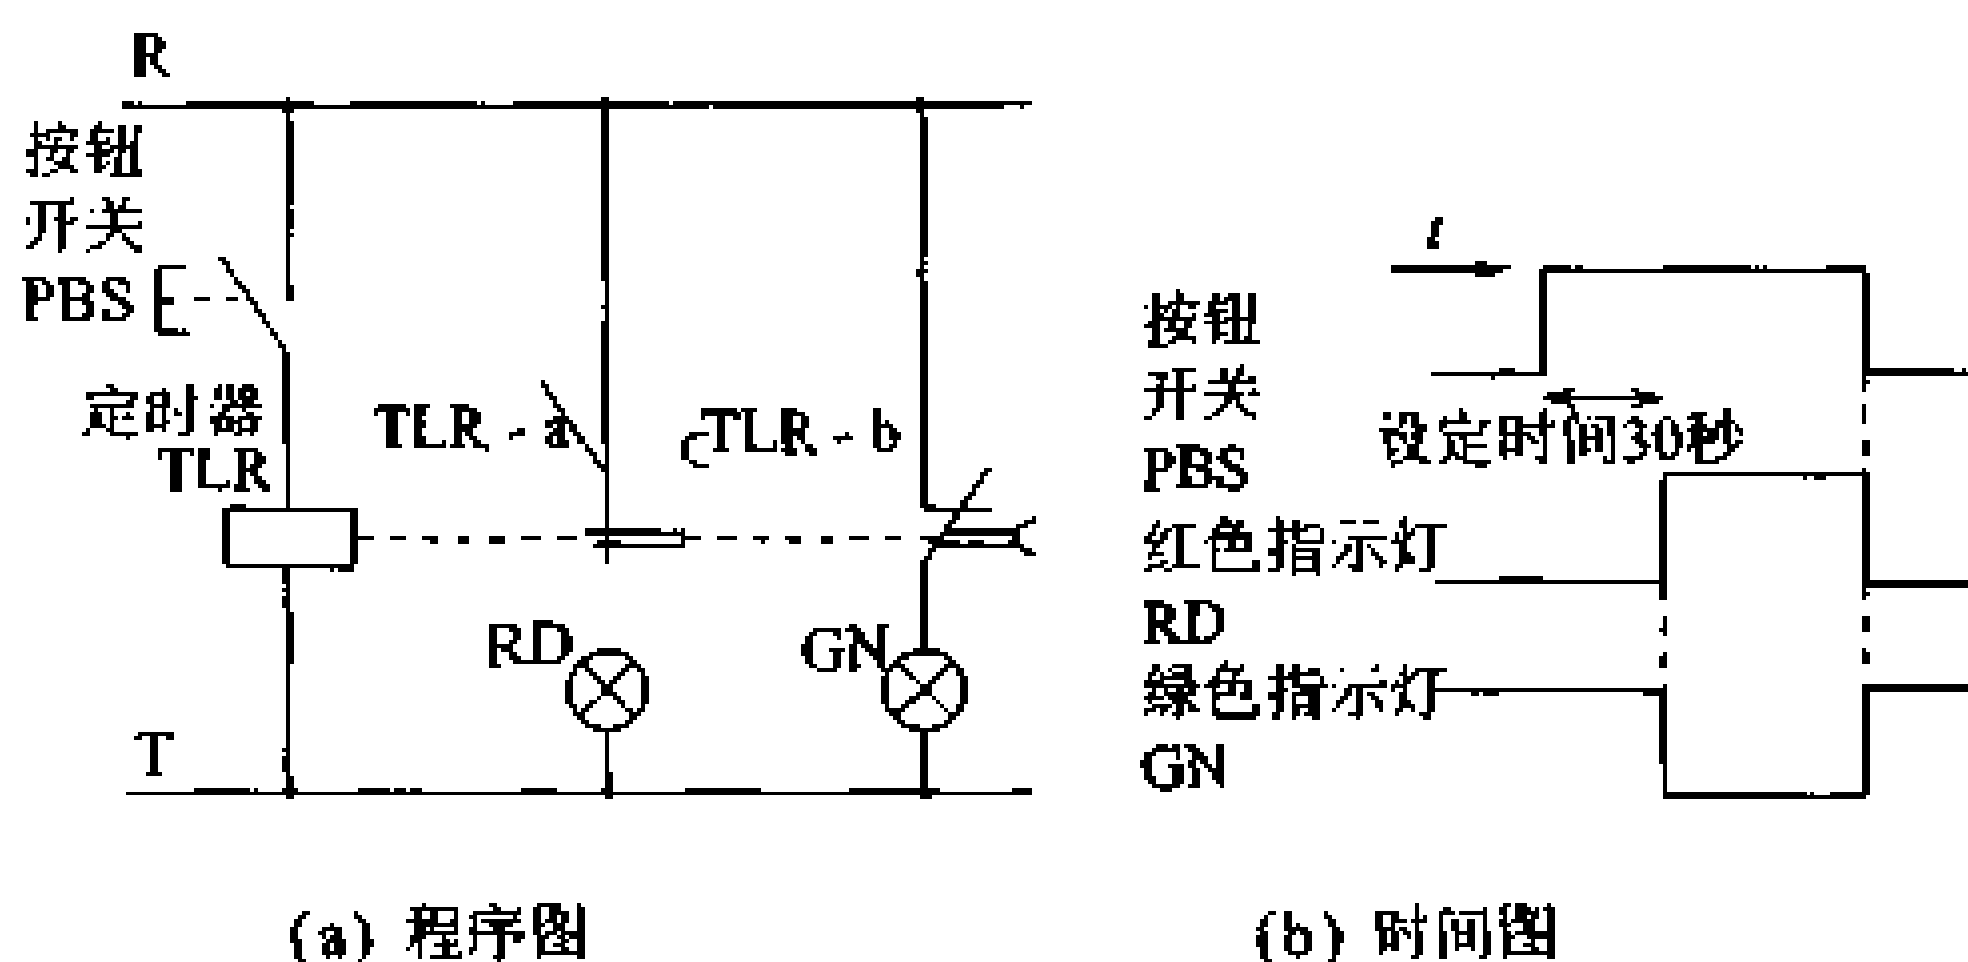 R
按钮
开关
PBS
定时器
TLR
TLR - a
TLR - b
RD
GN
T
(a) 程序图
t
按钮
开关
设定时间30秒
PBS
红色指示灯
RD
绿色指示灯
GN
(b) 时间图